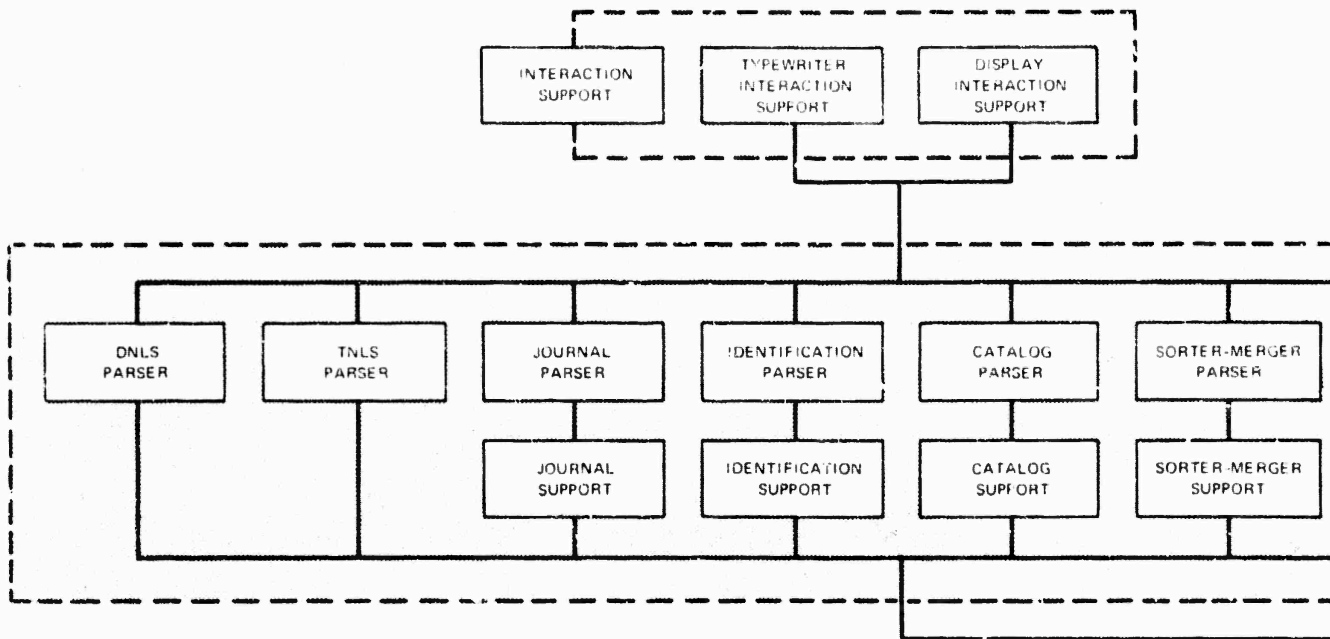 INTERACTION
SUPPORT
TYPEWRITER
INTERACTION
SUPPORT
DISPLAY
INTERACTION
SUPPORT
DNLS
PARSER
TNLS
PARSER
JOURNAL
PARSER
IDENTIFICATION
PARSER
CATALOG
PARSER
SORTER-MERGER
PARSER
JOURNAL
SUPPORT
IDENTIFICATION
SUPPORT
CATALOG
SUPPORT
SORTER-MERGER
SUPPORT